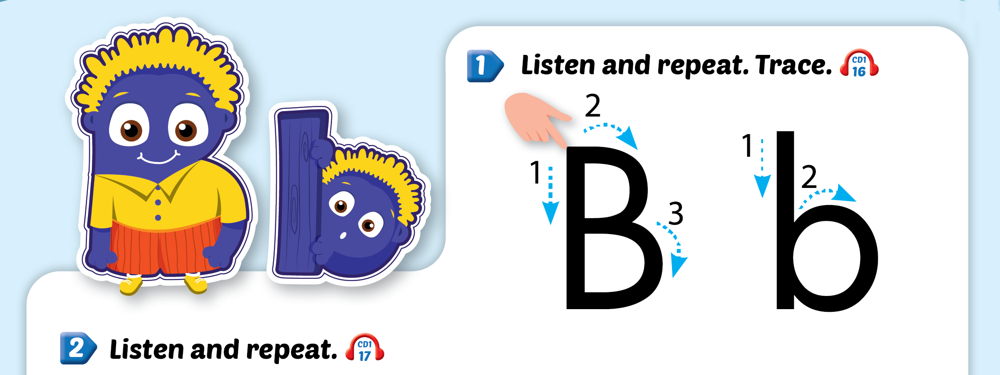 1 Listen and repeat. Trace. CD1 16
2
1
B
3
1
2
b
2 Listen and repeat. CD1 17